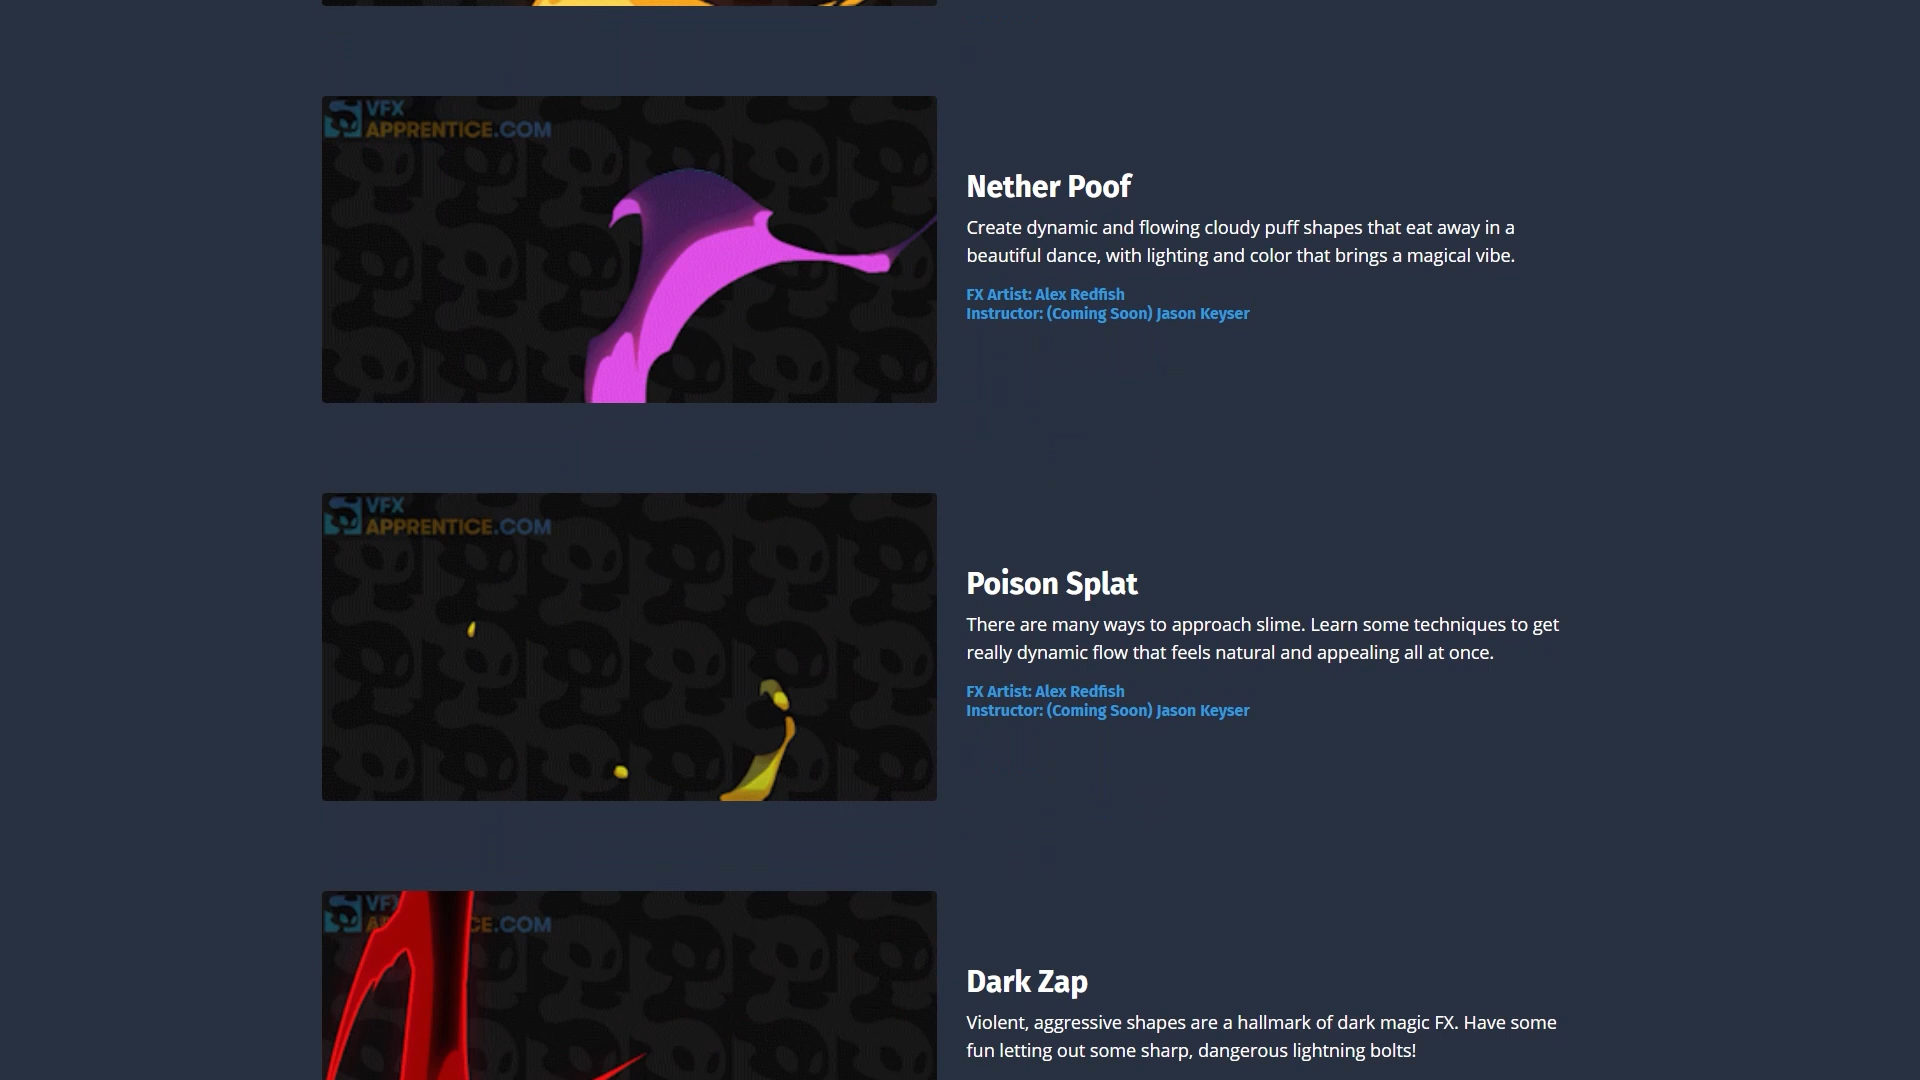 VFX
APPRENTICE.COM
Nether Poof
Create dynamic and flowing cloudy puff shapes that eat away in a
beautiful dance, with lighting and color that brings a magical vibe.
FX Artist: Alex Redfish
Instructor: (Coming Soon) Jason Keyser
VFX
APPRENTICE.COM
Poison Splat
There are many ways to approach slime. Learn some techniques to get
really dynamic flow that feels natural and appealing all at once.
FX Artist: Alex Redfish
Instructor: (Coming Soon) Jason Keyser
VFX
AP CE.COM
Dark Zap
Violent, aggressive shapes are a hallmark of dark magic FX. Have some
fun letting out some sharp, dangerous lightning bolts!